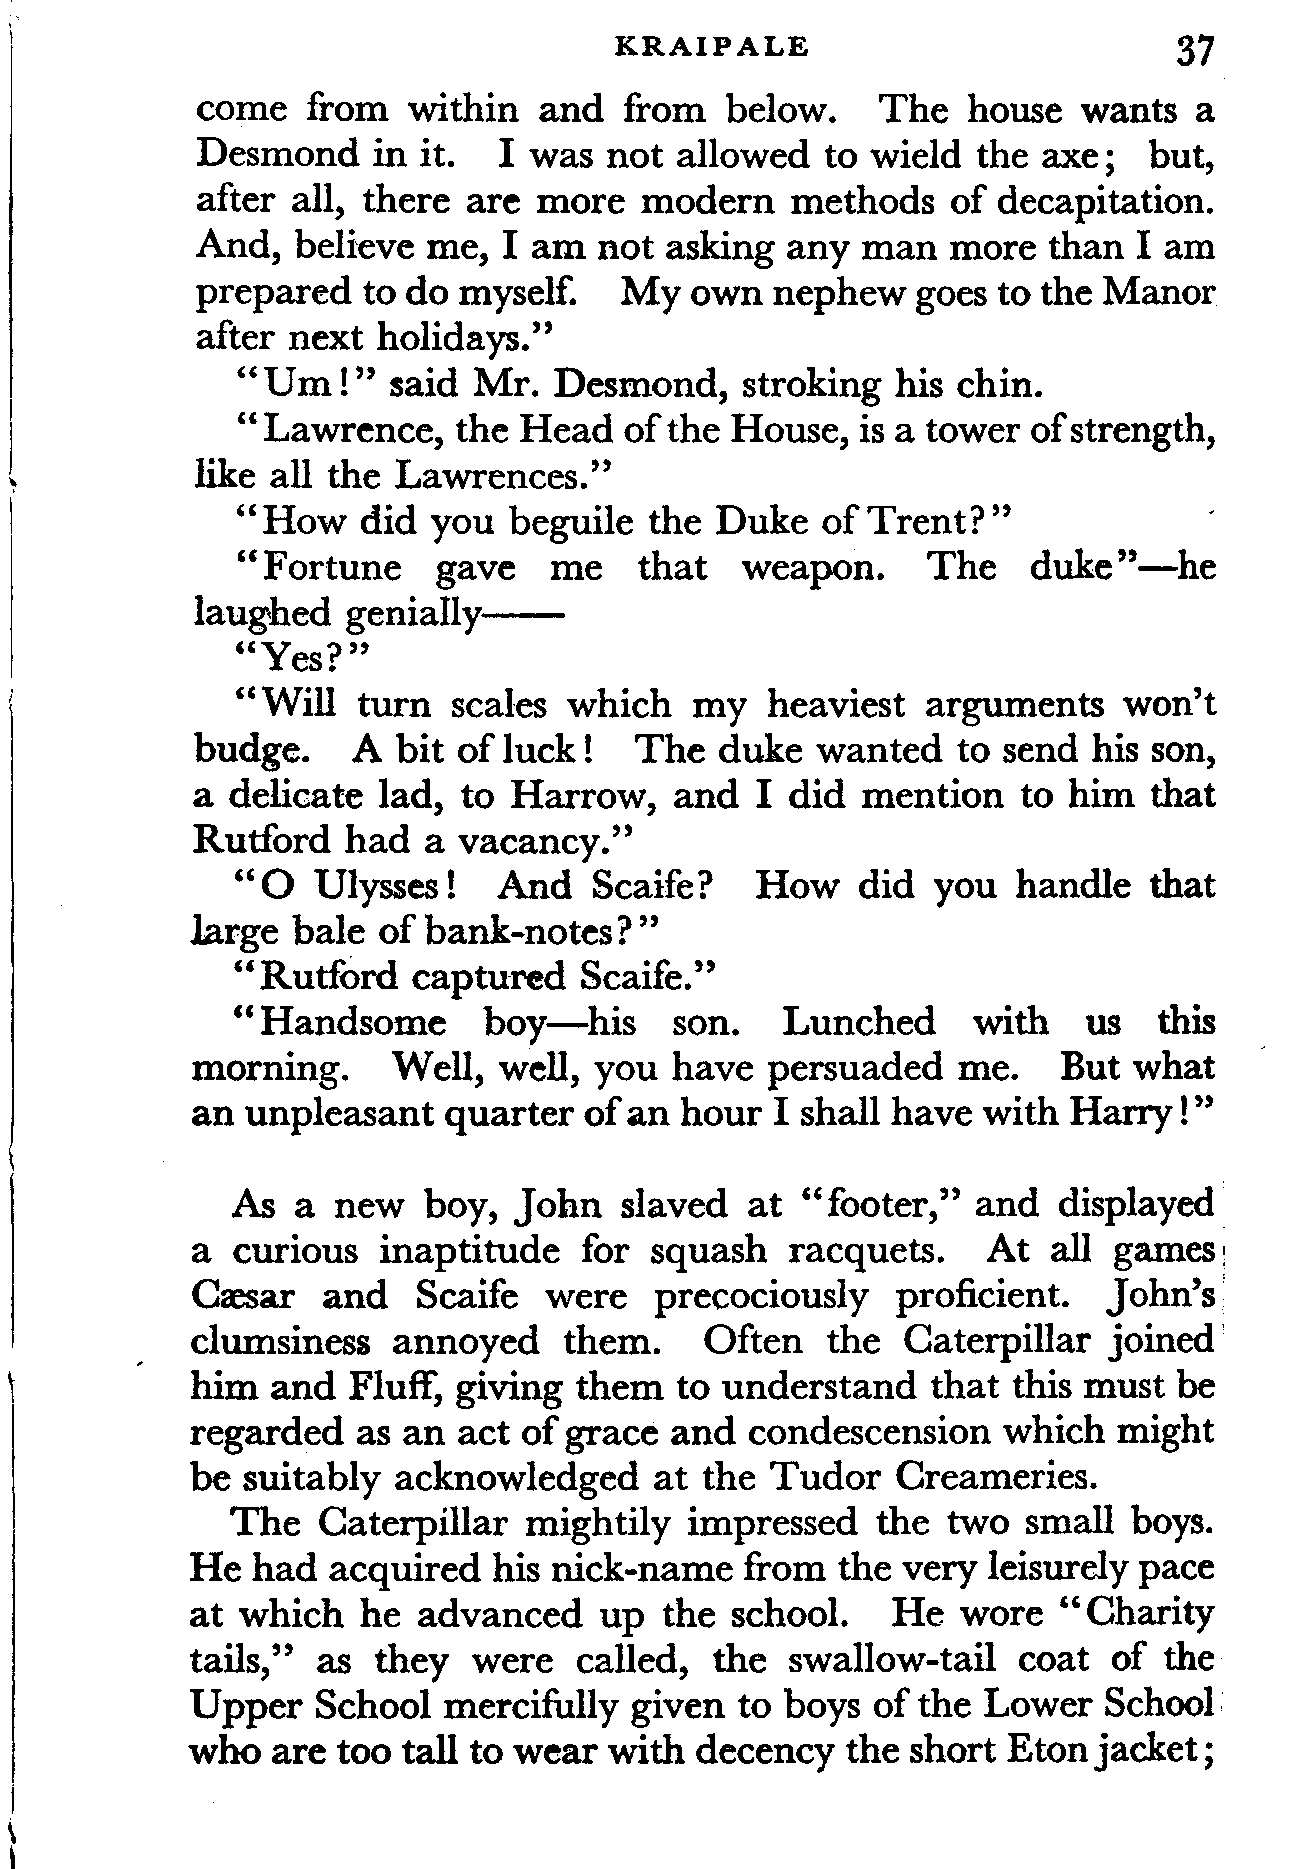 KRAIPALE 37
come from within and from below. The house wants a
Desmond in it. I was not allowed to wield the axe; but,
after all, there are more modern methods of decapitation.
And, believe me, I am not asking any man more than I am
prepared to do myself. My own nephew goes to the Manor
after next holidays.”
“Um!” said Mr. Desmond, stroking his chin.
“Lawrence, the Head of the House, is a tower of strength,
like all the Lawrences.”
“How did you beguile the Duke of Trent?”
“Fortune gave me that weapon. The duke”—he
laughed genially——
“Yes?”
“Will turn scales which my heaviest arguments won’t
budge. A bit of luck! The duke wanted to send his son,
a delicate lad, to Harrow, and I did mention to him that
Rutford had a vacancy.”
“O Ulysses! And Scaife? How did you handle that
large bale of bank-notes?”
“Rutford captured Scaife.”
“Handsome boy—his son. Lunched with us this
morning. Well, well, you have persuaded me. But what
an unpleasant quarter of an hour I shall have with Harry!”
As a new boy, John slaved at “footer,” and displayed
a curious inaptitude for squash racquets. At all games
Cæsar and Scaife were precociously proficient. John’s
clumsiness annoyed them. Often the Caterpillar joined
him and Fluff, giving them to understand that this must be
regarded as an act of grace and condescension which might
be suitably acknowledged at the Tudor Creameries.
The Caterpillar mightily impressed the two small boys.
He had acquired his nick-name from the very leisurely pace
at which he advanced up the school. He wore “Charity
tails,” as they were called, the swallow-tail coat of the
Upper School mercifully given to boys of the Lower School
who are too tall to wear with decency the short Eton jacket;